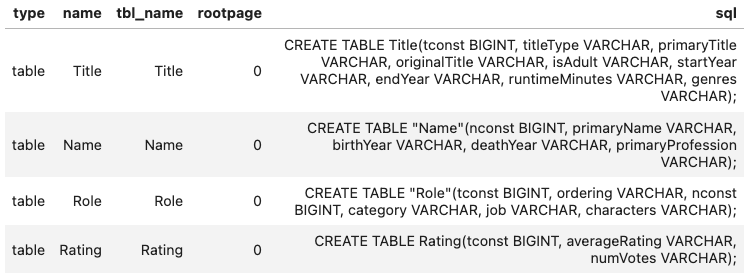 type name tbl_name rootpage sql
CREATE TABLE Title(tconst BIGINT, titleType VARCHAR, primaryTitle
VARCHAR, originalTitle VARCHAR, isAdult VARCHAR, startYear
table Title Title 0 VARCHAR, endYear VARCHAR, runtimeMinutes VARCHAR, genres
VARCHAR);
CREATE TABLE "Name"(nconst BIGINT, primaryName VARCHAR,
table Name Name 0 birthYear VARCHAR, deathYear VARCHAR, primaryProfession
VARCHAR);
table Role Role 0 CREATE TABLE "Role"(tconst BIGINT, ordering VARCHAR, nconst
BIGINT, category VARCHAR, job VARCHAR, characters VARCHAR);
table Rating Rating 0 CREATE TABLE Rating(tconst BIGINT, averageRating VARCHAR,
numVotes VARCHAR);